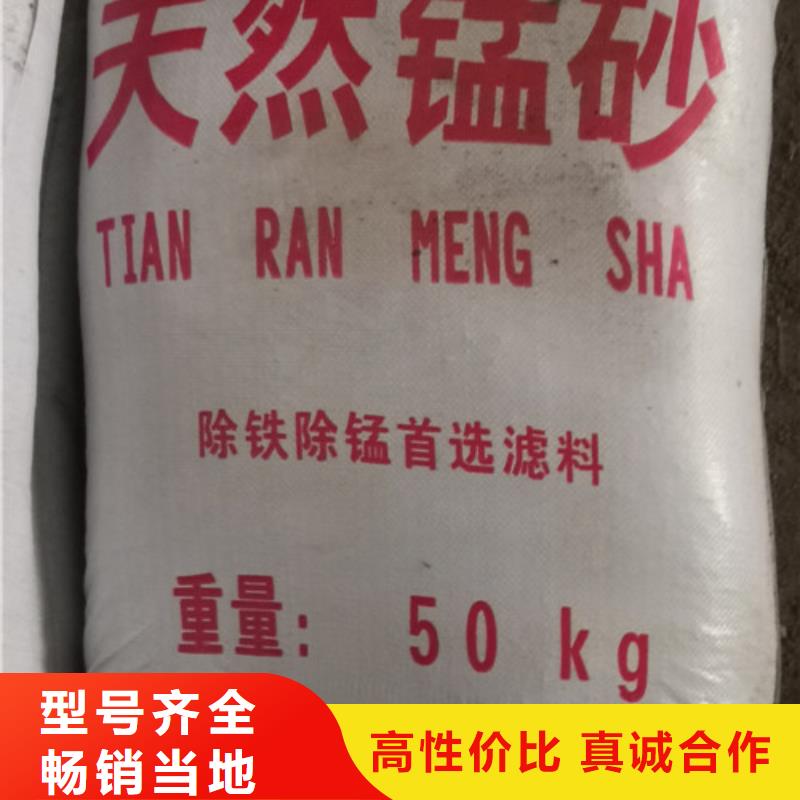 天然锰砂
TIAN RAN MENG SHA
除铁除锰首选滤料
重量: 50 kg
型号齐全
畅销当地
高性价比 真诚合作